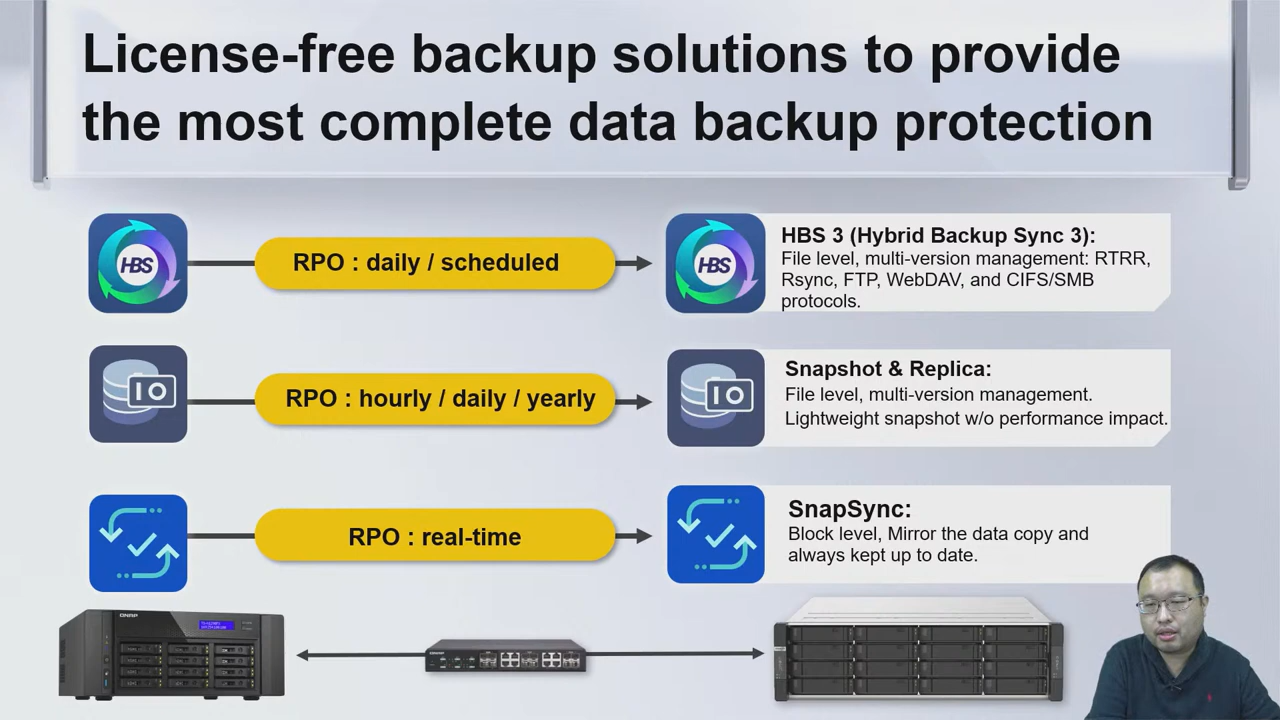 License-free backup solutions to provide
the most complete data backup protection
HBS
RPO : daily / scheduled
HBS
HBS 3 (Hybrid Backup Sync 3):
File level, multi-version management: RTRR,
Rsync, FTP, WebDAV, and CIFS/SMB
protocols.
IO
RPO : hourly / daily / yearly
IO
Snapshot & Replica:
File level, multi-version management.
Lightweight snapshot w/o performance impact.
RPO : real-time
SnapSync:
Block level, Mirror the data copy and
always kept up to date.
QNAP